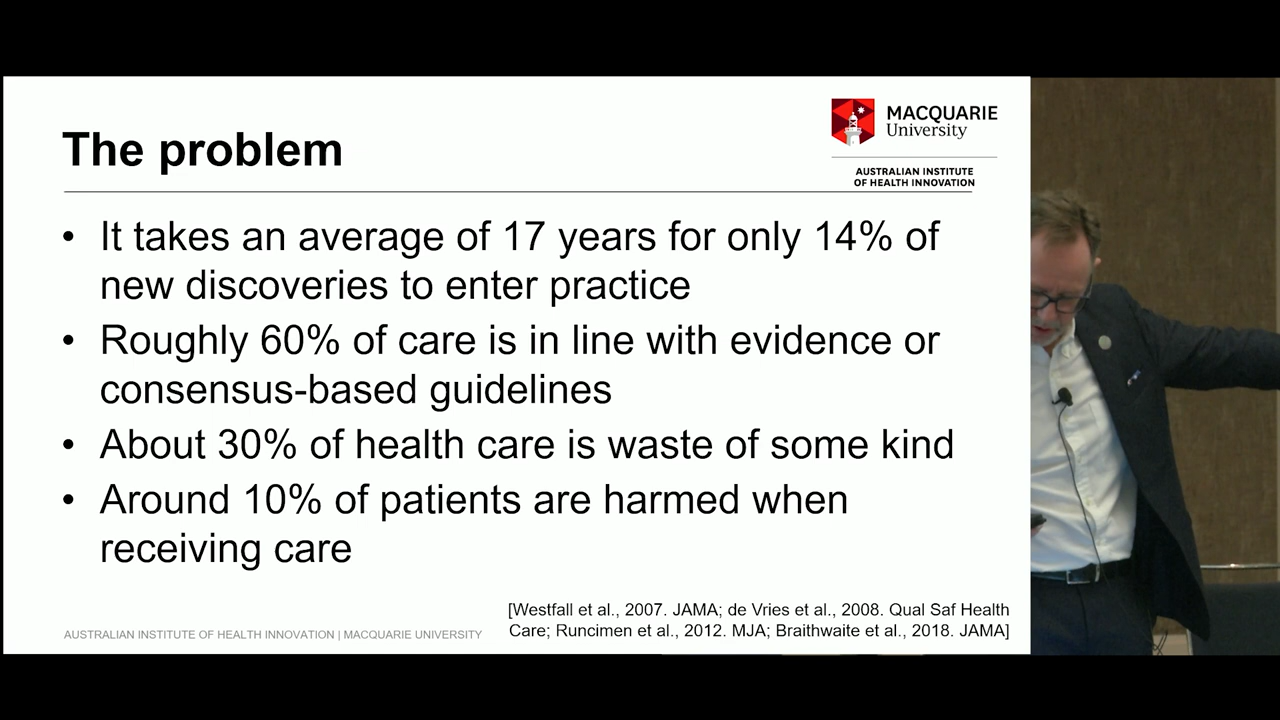 The problem
MACQUARIE
University
AUSTRALIAN INSTITUTE
OF HEALTH INNOVATION
• It takes an average of 17 years for only 14% of
new discoveries to enter practice
• Roughly 60% of care is in line with evidence or
consensus-based guidelines
• About 30% of health care is waste of some kind
• Around 10% of patients are harmed when
receiving care
[Westfall et al., 2007. JAMA; de Vries et al., 2008. Qual Saf Health
Care; Runcimen et al., 2012. MJA; Braithwaite et al., 2018. JAMA]
AUSTRALIAN INSTITUTE OF HEALTH INNOVATION | MACQUARIE UNIVERSITY